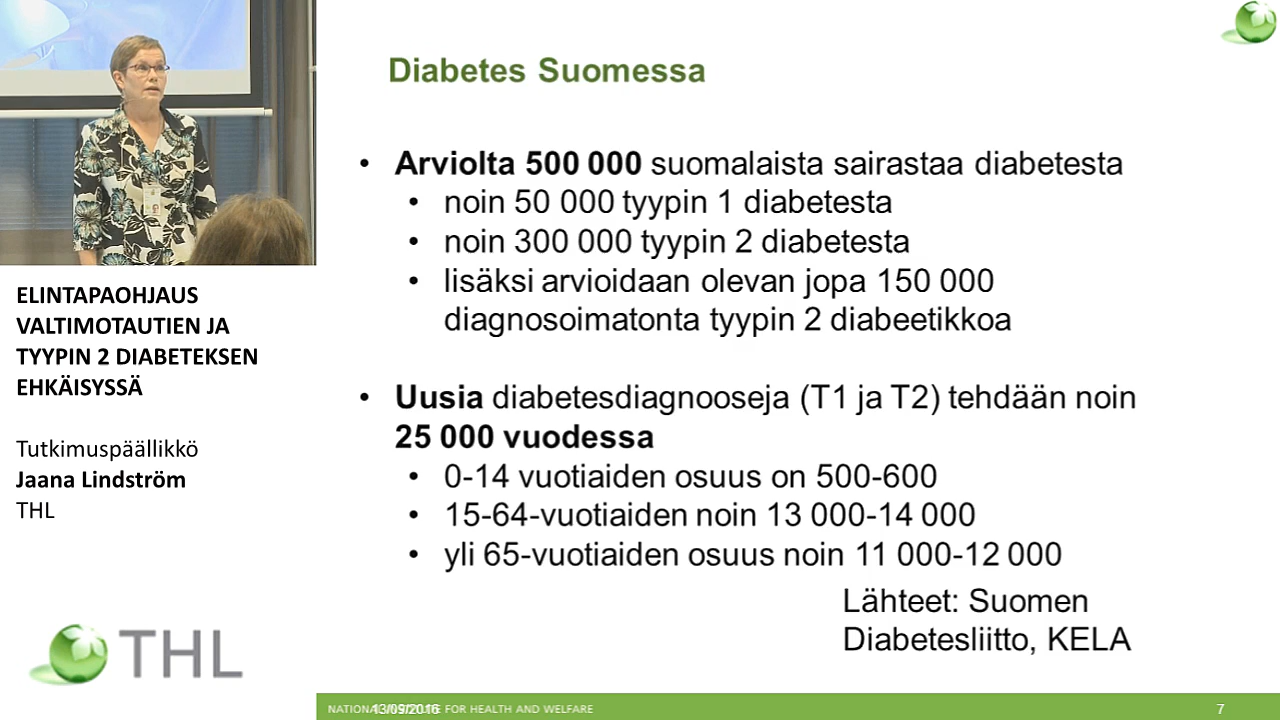 Diabetes Suomessa
• Arviolta 500 000 suomalaista sairastaa diabetesta
• noin 50 000 tyypin 1 diabetesta
• noin 300 000 tyypin 2 diabetesta
• lisäksi arvioidaan olevan jopa 150 000
diagnosoimatonta tyypin 2 diabeetikkoa
• Uusia diabetesdiagnooseja (T1 ja T2) tehdään noin
25 000 vuodessa
• 0-14 vuotiaiden osuus on 500-600
• 15-64-vuotiaiden noin 13 000-14 000
• yli 65-vuotiaiden osuus noin 11 000-12 000
Lähteet: Suomen
Diabetesliitto, KELA
ELINTAPAOHJAUS
VALTIMOTAUTIEN JA
TYYPIN 2 DIABETEKSEN
EHKÄISYSSÄ
Tutkimuspäällikkö
Jaana Lindström
THL
THL
13/09/2016
FOR HEALTH AND WELFARE
7